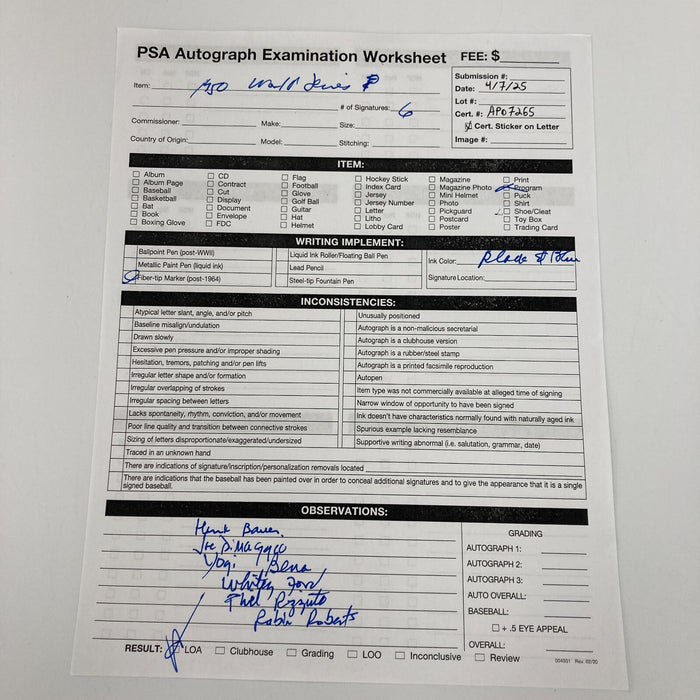 PSA Autograph Examination Worksheet FEE: $
Item: 1950 World Series P
# of Signatures: 6
Commissioner: Make: Size:
Country of Origin: Model: Stitching:
Submission #:
Date: 4/7/25
Lot #:
Cert. #: AP07265
Cert. Sticker on Letter
Image #:
ITEM:
Album
Album Page
Baseball
Basketball
Bat
Book
Boxing Glove
CD
Contract
Cut
Display
Document
Envelope
FDC
Flag
Football
Glove
Golf Ball
Guitar
Hat
Helmet
Hockey Stick
Index Card
Jersey
Jersey Number
Letter
Litho
Lobby Card
Magazine
Magazine Photo
Mini Helmet
Photo
Pickguard
Postcard
Poster
Print
Program
Puck
Shirt
Shoe/Cleat
Toy Box
Trading Card
WRITING IMPLEMENT:
Ballpoint Pen (post-WWII)
Metallic Paint Pen (liquid ink)
Fiber-tip Marker (post-1964)
Liquid Ink Roller/Floating Ball Pen
Lead Pencil
Steel-tip Fountain Pen
Ink Color: Black & Blue
Signature Location:
INCONSISTENCIES:
Atypical letter slant, angle, and/or pitch
Baseline misalign/undulation
Drawn slowly
Excessive pen pressure and/or improper shading
Hesitation, tremors, patching and/or pen lifts
Irregular letter shape and/or formation
Irregular overlapping of strokes
Irregular spacing between letters
Lacks spontaneity, rhythm, conviction, and/or movement
Poor line quality and transition between connective strokes
Sizing of letters disproportionate/exaggerated/undersized
Traced in an unknown hand
Unusually positioned
Autograph is a non-malicious secretarial
Autograph is a clubhouse version
Autograph is a rubber/steel stamp
Autograph is a printed facsimile reproduction
Autopen
Item type was not commercially available at alleged time of signing
Narrow window of opportunity to have been signed
Ink doesn't have characteristics normally found with naturally aged ink
Spurious example lacking resemblance
Supportive writing abnormal (i.e. salutation, grammar, date)
There are indications of signature/inscription/personalization removals located
There are indications that the baseball has been painted over in order to conceal additional signatures and to give the appearance that it is a single
signed baseball.
OBSERVATIONS:
Hank Bauer
Joe DiMaggio
Yogi Berra
Whitey Ford
Phil Rizzuto
Robin Roberts
GRADING
AUTOGRAPH 1:
AUTOGRAPH 2:
AUTOGRAPH 3:
AUTO OVERALL:
BASEBALL:
+ .5 EYE APPEAL
OVERALL:
RESULT: LOA Clubhouse Grading LOO Inconclusive Review
004551 Rev. 02/20